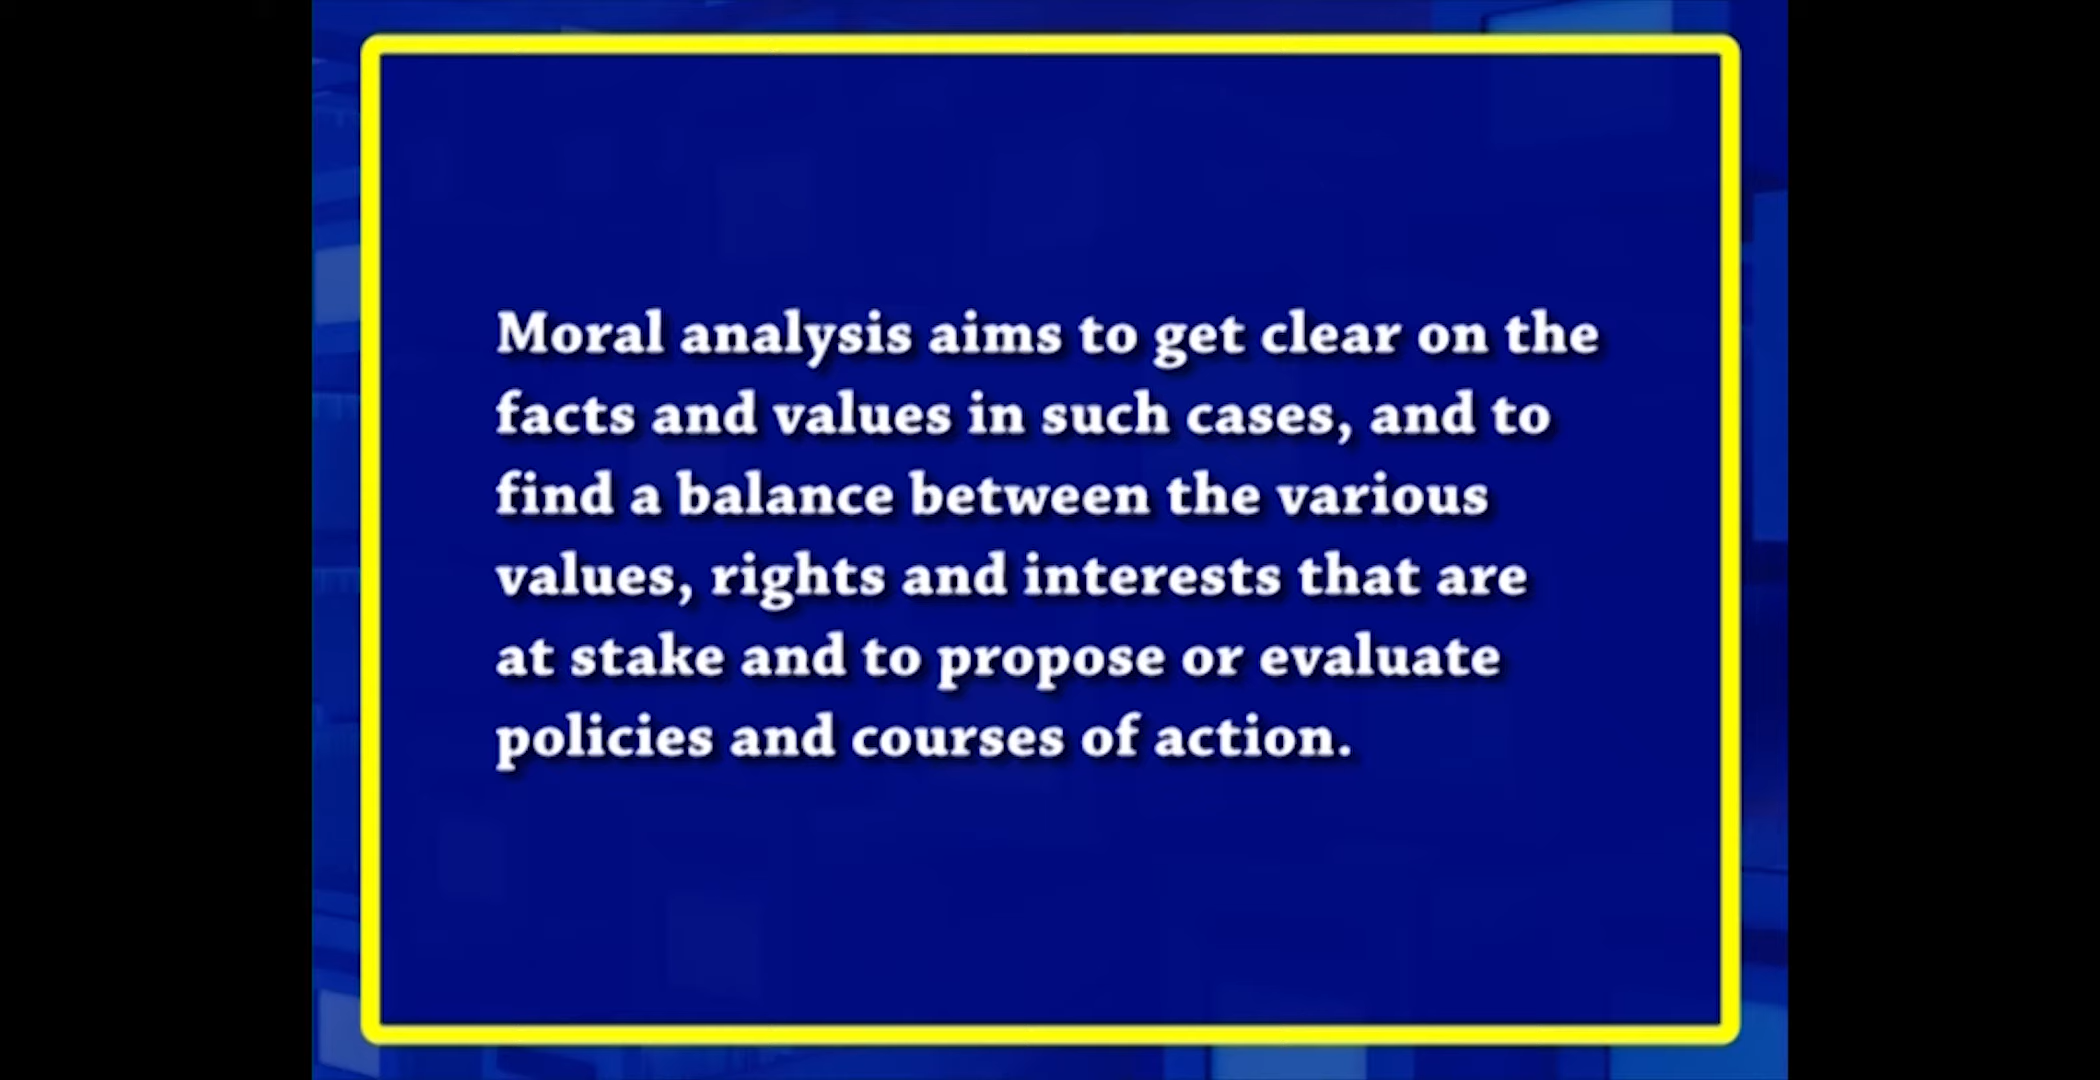 Moral analysis aims to get clear on the
facts and values in such cases, and to
find a balance between the various
values, rights and interests that are
at stake and to propose or evaluate
policies and courses of action.